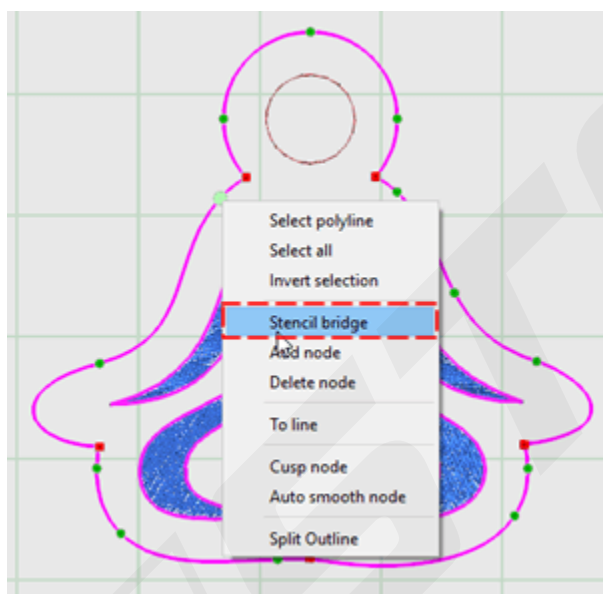 Select polyline
Select all
Invert selection
Stencil bridge
Add node
Delete node
To line
Cusp node
Auto smooth node
Split Outline